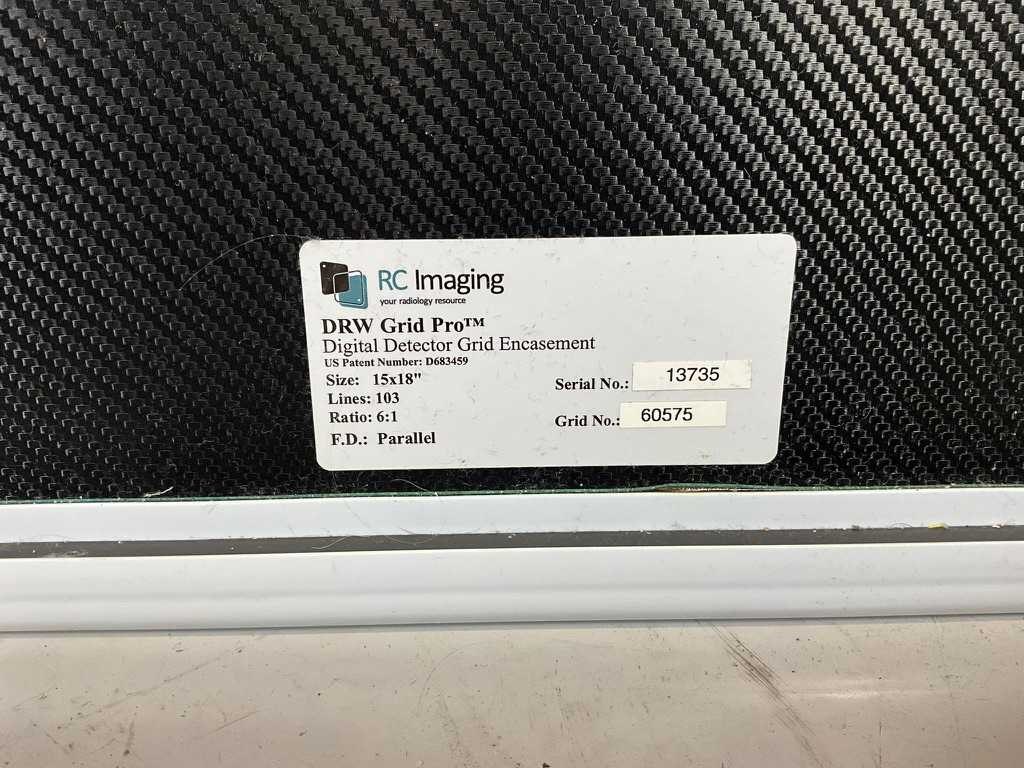 RC Imaging
your radiology resource
DRW Grid Pro™
Digital Detector Grid Encasement
US Patent Number: D683459
Size: 15x18"
Serial No.: 13735
Lines: 103
Ratio: 6:1
Grid No.: 60575
F.D.: Parallel